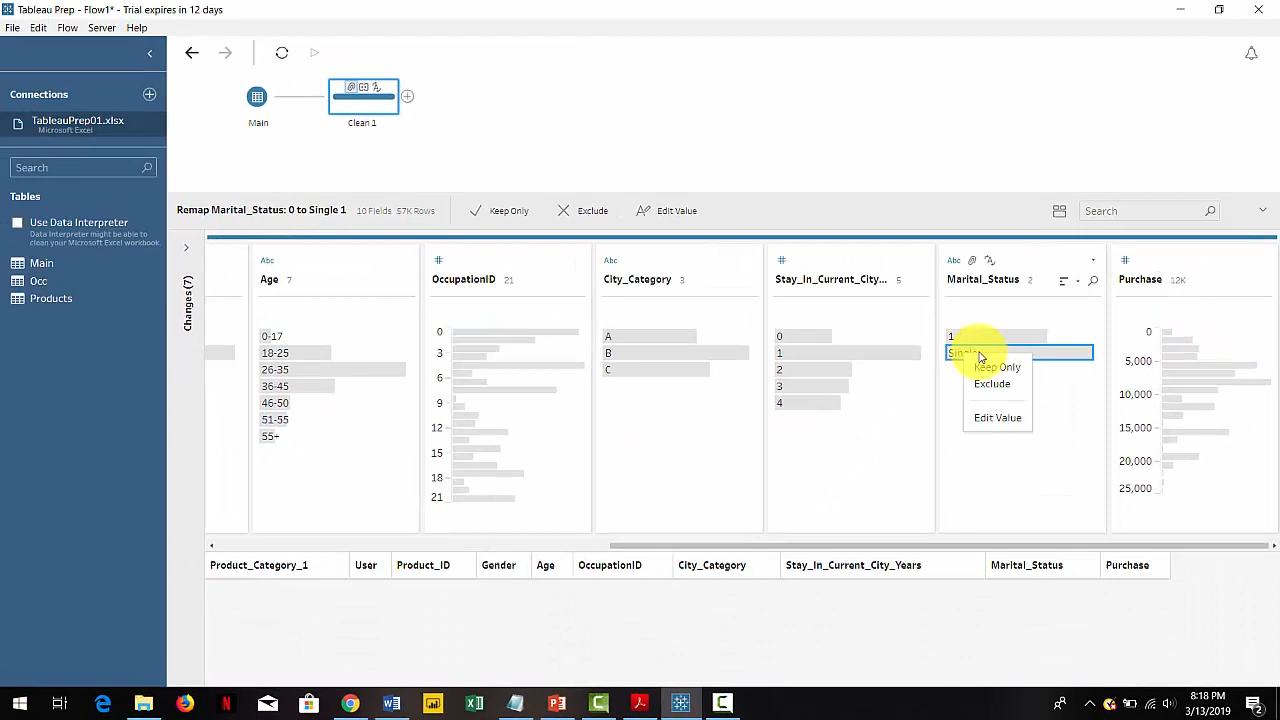 Tableau Prep - Flow1* - Trial expires in 12 days
File Edit Flow Server Help
Connections
TableauPrep01.xlsx
Microsoft Excel
Search
Tables
Use Data Interpreter
Data Interpreter might be able to
clean your Microsoft Excel workbook.
Main
Occ
Products
Main
Clean 1
Remap Marital_Status: 0 to Single 1 10 Fields 57K Rows Keep Only Exclude Edit Value Search
Changes (7)
Abc
Age 7
0-17
18-25
26-35
36-45
46-50
51-55
55+
#
OccupationID 21
0
3
6
9
12
15
18
21
Abc
City_Category 3
A
B
C
#
Stay_In_Current_City... 5
0
1
2
3
4
Abc
Marital_Status 2
1
Single
Keep Only
Exclude
Edit Value
#
Purchase 12K
0
5,000
10,000
15,000
20,000
25,000
Product_Category_1 User Product_ID Gender Age OccupationID City_Category Stay_In_Current_City_Years Marital_Status Purchase
8:18 PM
3/13/2019